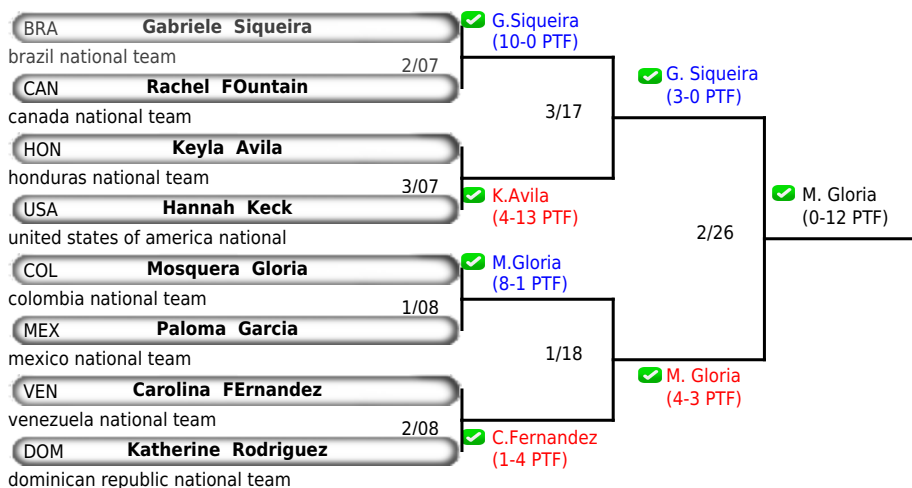 BRA Gabriele Siqueira
brazil national team
2/07
CAN Rachel FOuntain
canada national team
HON Keyla Avila
honduras national team
3/07
USA Hannah Keck
united states of america national
COL Mosquera Gloria
colombia national team
1/08
MEX Paloma Garcia
mexico national team
VEN Carolina FErnandez
venezuela national team
2/08
DOM Katherine Rodriguez
dominican republic national team
G.Siqueira
(10-0 PTF)
3/17
K.Avila
(4-13 PTF)
M.Gloria
(8-1 PTF)
1/18
C.Fernandez
(1-4 PTF)
G. Siqueira
(3-0 PTF)
2/26
M. Gloria
(4-3 PTF)
M. Gloria
(0-12 PTF)